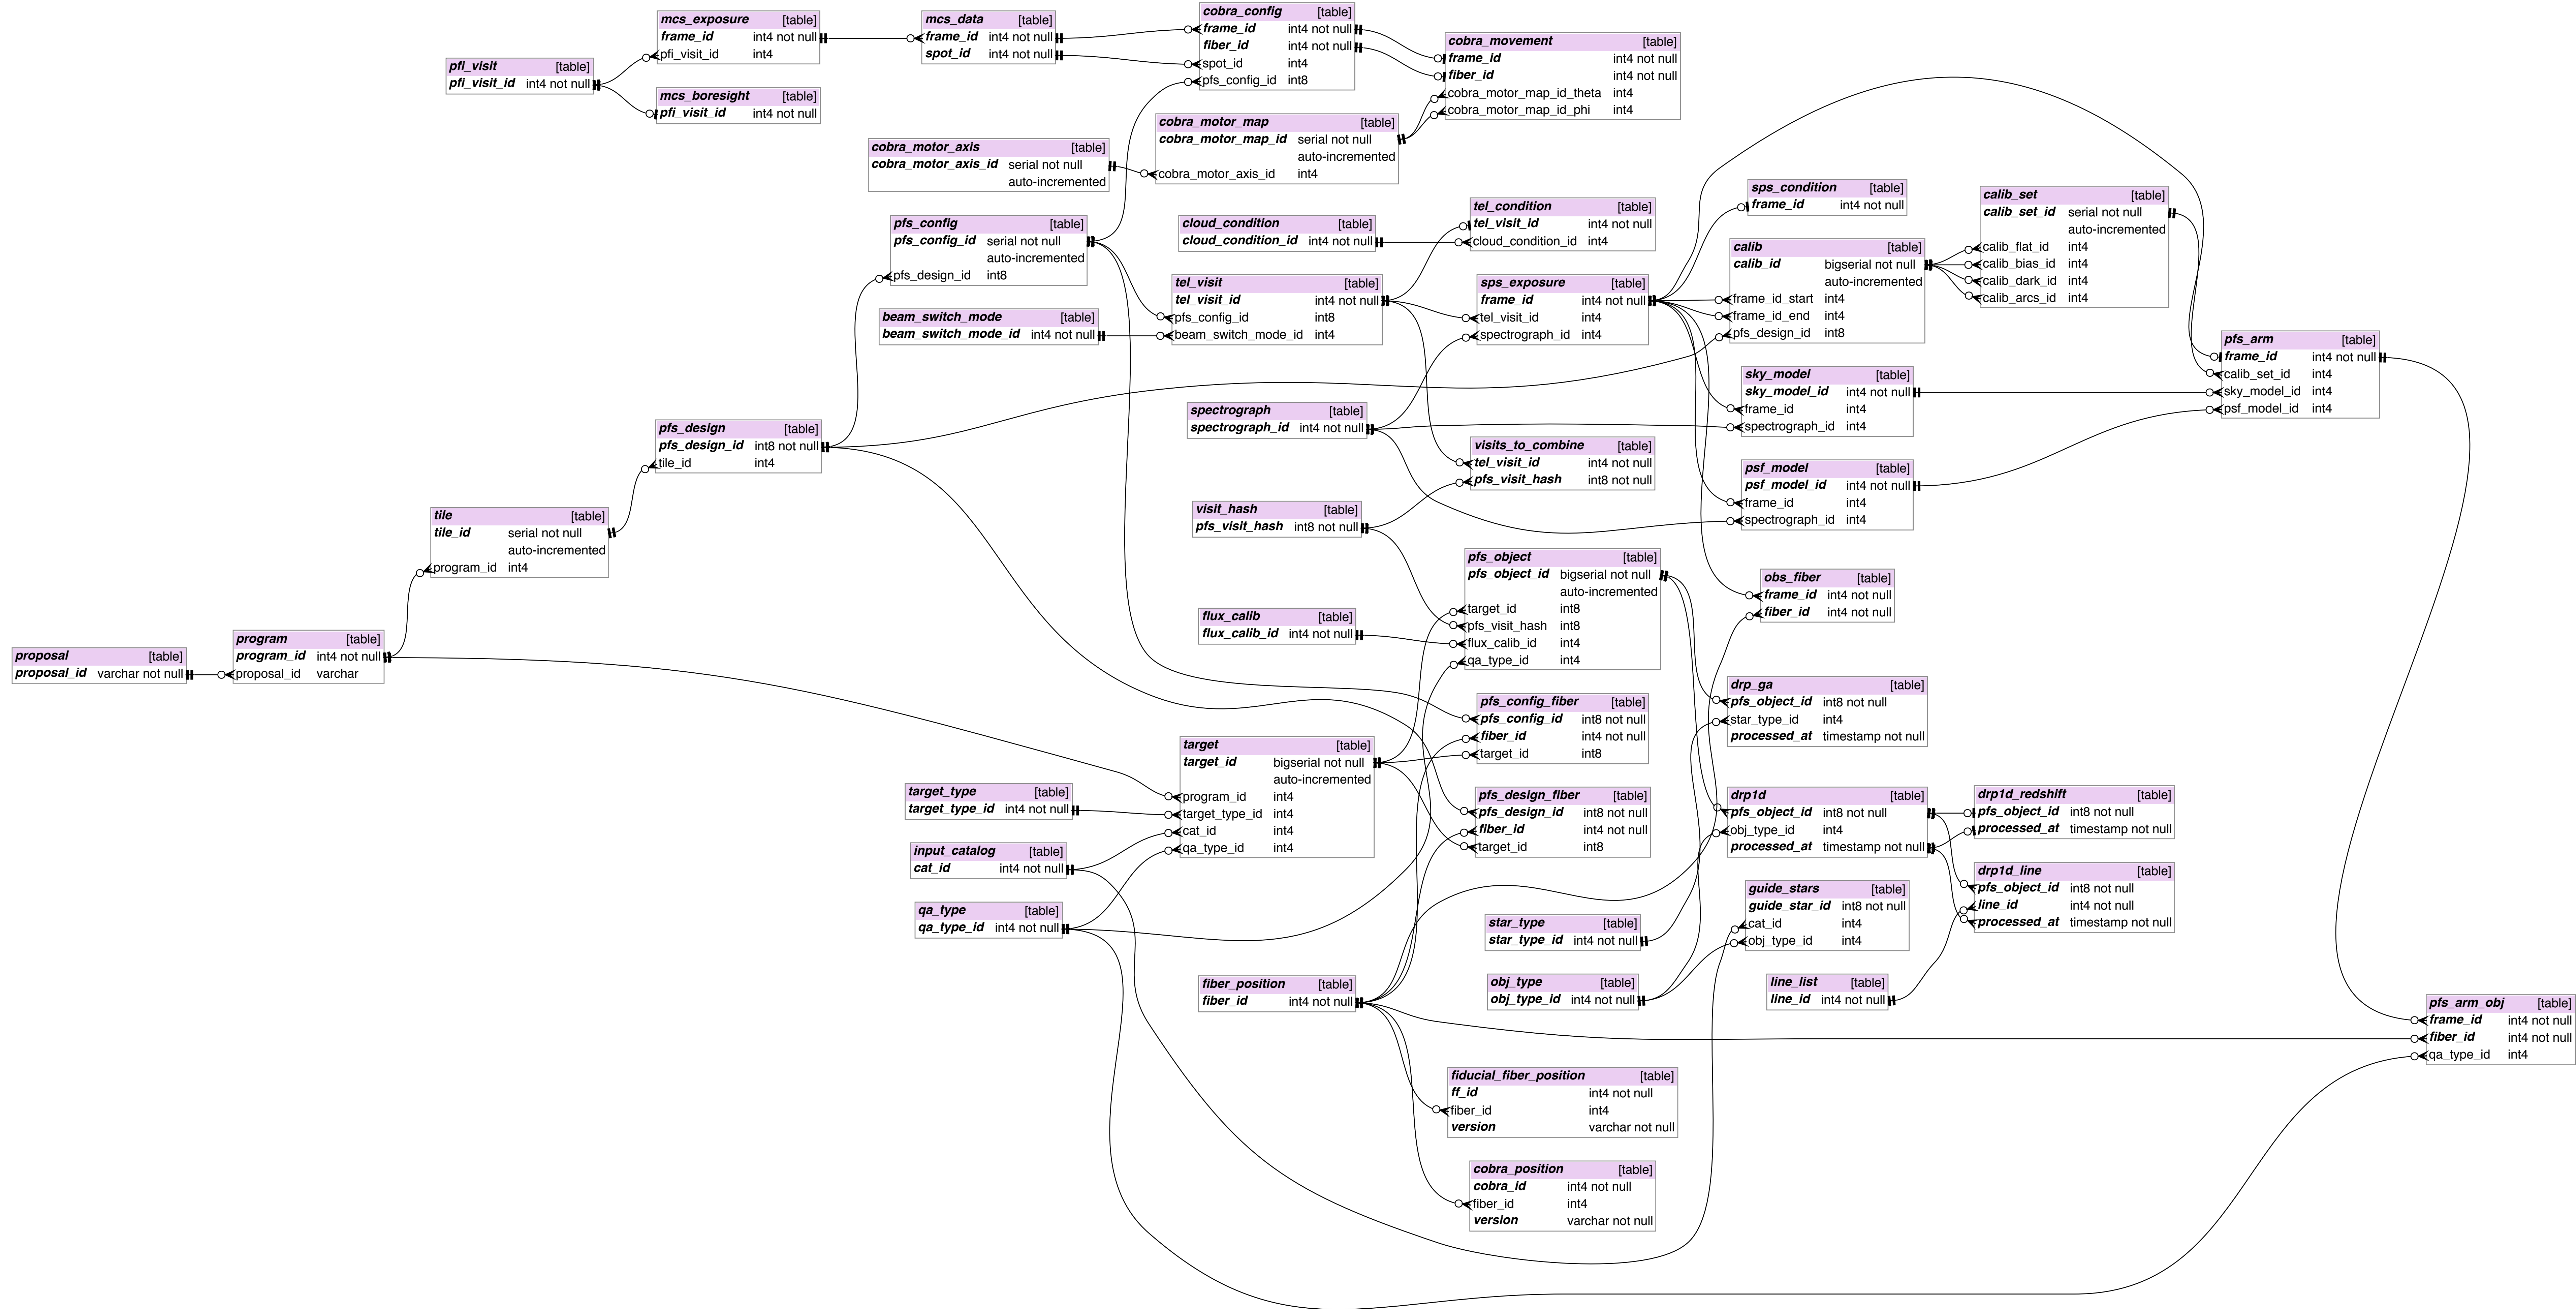 mcs_exposure [table]
frame_id int4 not null
pfi_visit_id int4
mcs_data [table]
frame_id int4 not null
spot_id int4 not null
cobra_config [table]
frame_id int4 not null
fiber_id int4 not null
spot_id int4
pfs_config_id int8
cobra_movement [table]
frame_id int4 not null
fiber_id int4 not null
cobra_motor_map_id_theta int4
cobra_motor_map_id_phi int4
pfi_visit [table]
pfi_visit_id int4 not null
mcs_boresight [table]
pfi_visit_id int4 not null
cobra_motor_map [table]
cobra_motor_map_id serial not null
auto-incremented
cobra_motor_axis_id int4
cobra_motor_axis [table]
cobra_motor_axis_id serial not null
auto-incremented
pfs_config [table]
pfs_config_id serial not null
auto-incremented
pfs_design_id int8
cloud_condition [table]
cloud_condition_id int4 not null
tel_condition [table]
tel_visit_id int4 not null
cloud_condition_id int4
sps_condition [table]
frame_id int4 not null
calib_set [table]
calib_set_id serial not null
auto-incremented
calib_flat_id int4
calib_bias_id int4
calib_dark_id int4
calib_arcs_id int4
calib [table]
calib_id bigserial not null
auto-incremented
frame_id_start int4
frame_id_end int4
pfs_design_id int8
beam_switch_mode [table]
beam_switch_mode_id int4 not null
tel_visit [table]
tel_visit_id int4 not null
pfs_config_id int8
beam_switch_mode_id int4
sps_exposure [table]
frame_id int4 not null
tel_visit_id int4
spectrograph_id int4
pfs_arm [table]
frame_id int4 not null
calib_set_id int4
sky_model_id int4
psf_model_id int4
sky_model [table]
sky_model_id int4 not null
frame_id int4
spectrograph_id int4
spectrograph [table]
spectrograph_id int4 not null
pfs_design [table]
pfs_design_id int8 not null
tile_id int4
visits_to_combine [table]
tel_visit_id int4 not null
pfs_visit_hash int8 not null
psf_model [table]
psf_model_id int4 not null
frame_id int4
spectrograph_id int4
visit_hash [table]
pfs_visit_hash int8 not null
tile [table]
tile_id serial not null
auto-incremented
program_id int4
pfs_object [table]
pfs_object_id bigserial not null
auto-incremented
target_id int8
pfs_visit_hash int8
flux_calib_id int4
qa_type_id int4
obs_fiber [table]
frame_id int4 not null
fiber_id int4 not null
flux_calib [table]
flux_calib_id int4 not null
proposal [table]
proposal_id varchar not null
program [table]
program_id int4 not null
proposal_id varchar
drp_ga [table]
pfs_object_id int8 not null
star_type_id int4
processed_at timestamp not null
pfs_config_fiber [table]
pfs_config_id int8 not null
fiber_id int4 not null
target_id int8
target [table]
target_id bigserial not null
auto-incremented
program_id int4
target_type_id int4
cat_id int4
qa_type_id int4
target_type [table]
target_type_id int4 not null
pfs_design_fiber [table]
pfs_design_id int8 not null
fiber_id int4 not null
target_id int8
drp1d [table]
pfs_object_id int8 not null
obj_type_id int4
processed_at timestamp not null
drp1d_redshift [table]
pfs_object_id int8 not null
processed_at timestamp not null
input_catalog [table]
cat_id int4 not null
drp1d_line [table]
pfs_object_id int8 not null
line_id int4 not null
processed_at timestamp not null
guide_stars [table]
guide_star_id int8 not null
cat_id int4
obj_type_id int4
qa_type [table]
qa_type_id int4 not null
star_type [table]
star_type_id int4 not null
fiber_position [table]
fiber_id int4 not null
obj_type [table]
obj_type_id int4 not null
line_list [table]
line_id int4 not null
pfs_arm_obj [table]
frame_id int4 not null
fiber_id int4 not null
qa_type_id int4
fiducial_fiber_position [table]
ff_id int4 not null
fiber_id int4
version varchar not null
cobra_position [table]
cobra_id int4 not null
fiber_id int4
version varchar not null